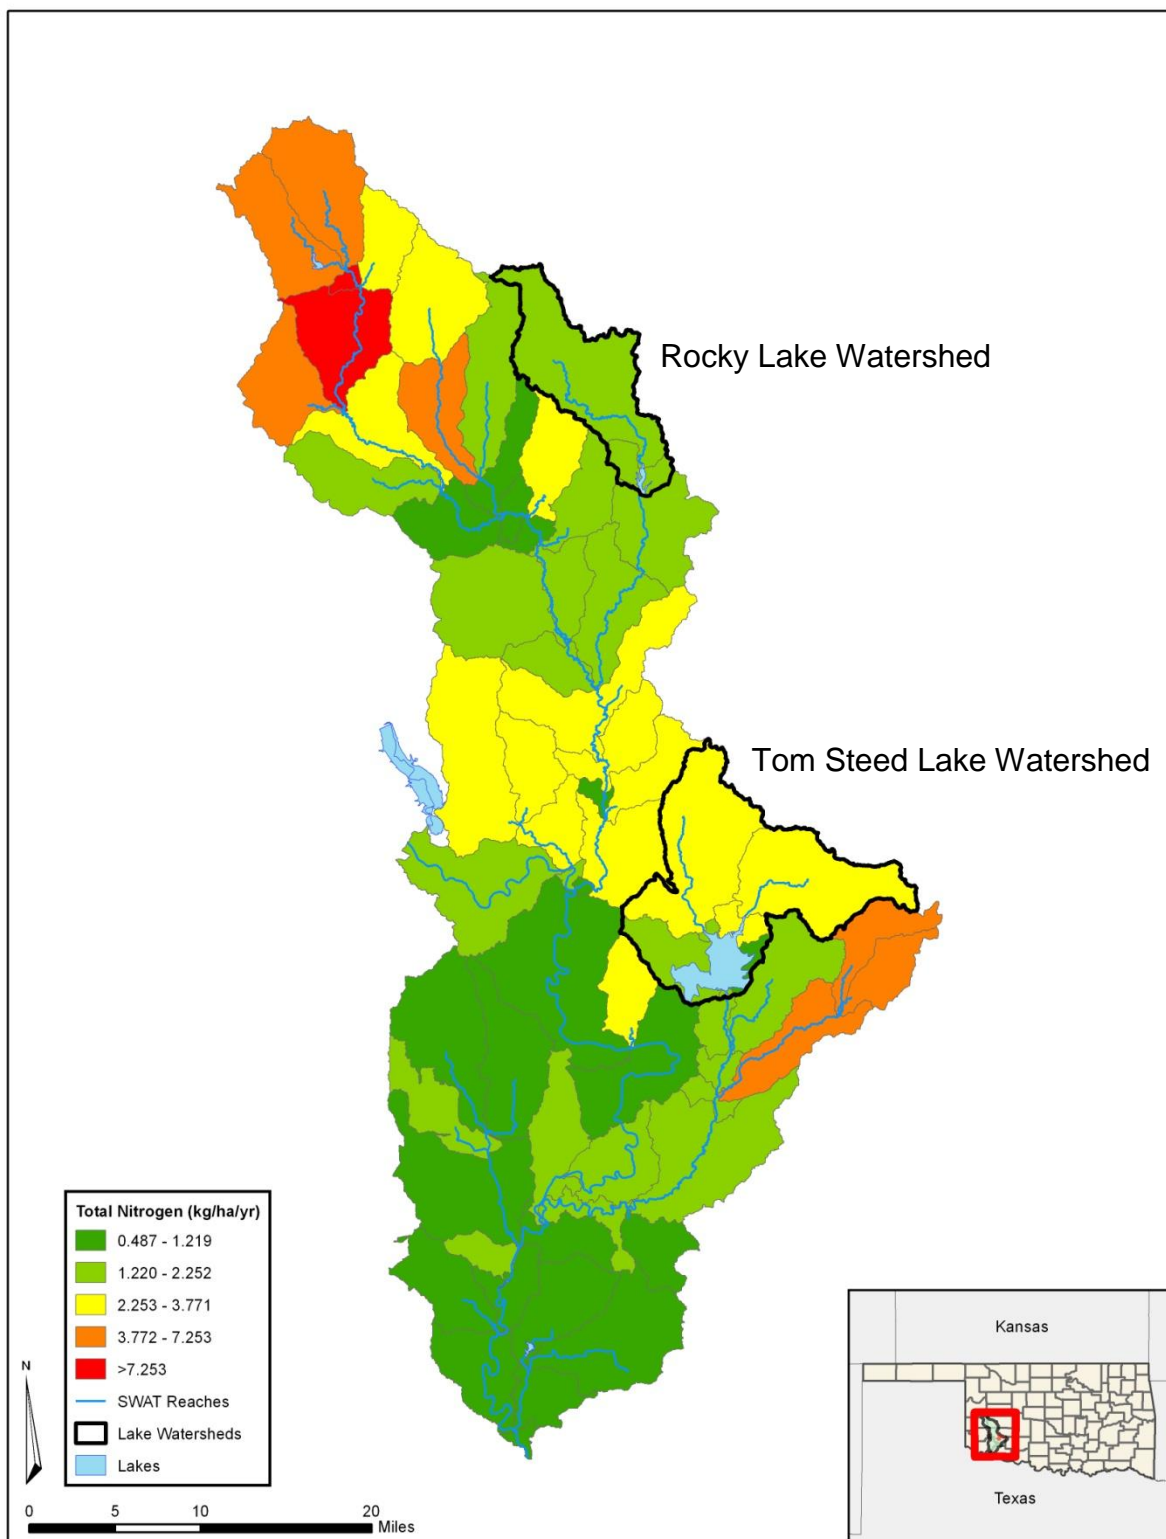 Rocky Lake Watershed
Tom Steed Lake Watershed
Total Nitrogen (kg/ha/yr)
0.487 - 1.219
1.220 - 2.252
2.253 - 3.771
3.772 - 7.253
>7.253
SWAT Reaches
Lake Watersheds
Lakes
N
0 5 10 20
Miles
Kansas
Texas